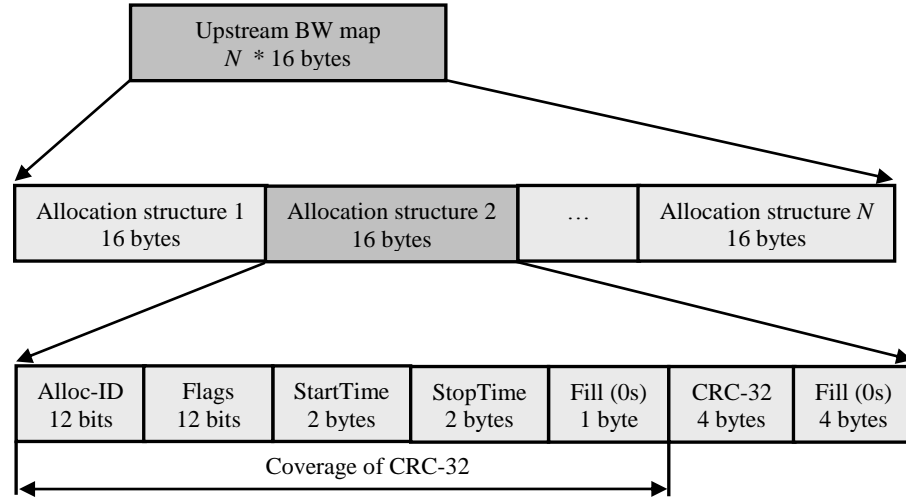 Upstream BW map
N * 16 bytes
Allocation structure 1
16 bytes
Allocation structure 2
16 bytes
…
Allocation structure N
16 bytes
Alloc-ID
12 bits
Flags
12 bits
StartTime
2 bytes
StopTime
2 bytes
Fill (0s)
1 byte
CRC-32
4 bytes
Fill (0s)
4 bytes
Coverage of CRC-32